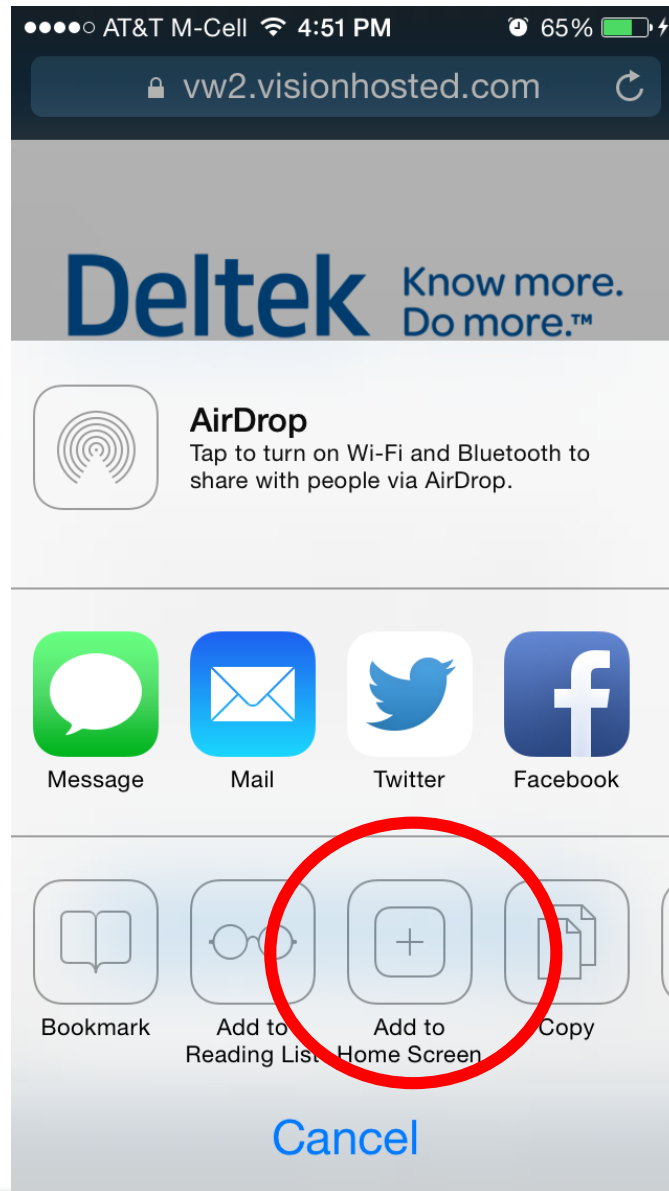 AT&T M-Cell 4:51 PM 65%
vw2.visionhosted.com
Deltek Know more.
Do more.™
AirDrop
Tap to turn on Wi-Fi and Bluetooth to
share with people via AirDrop.
Message Mail Twitter Facebook
Bookmark Add to Add to Copy
Reading List Home Screen
Cancel